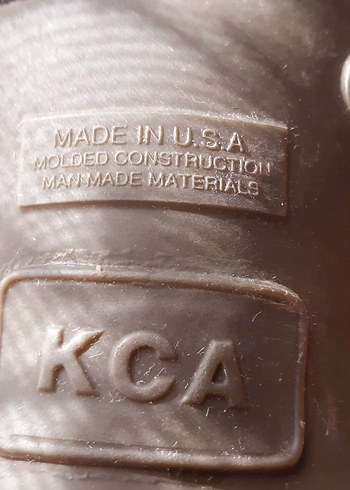 MADE IN U.S.A
MOLDED CONSTRUCTION
MAN-MADE MATERIALS
KCA